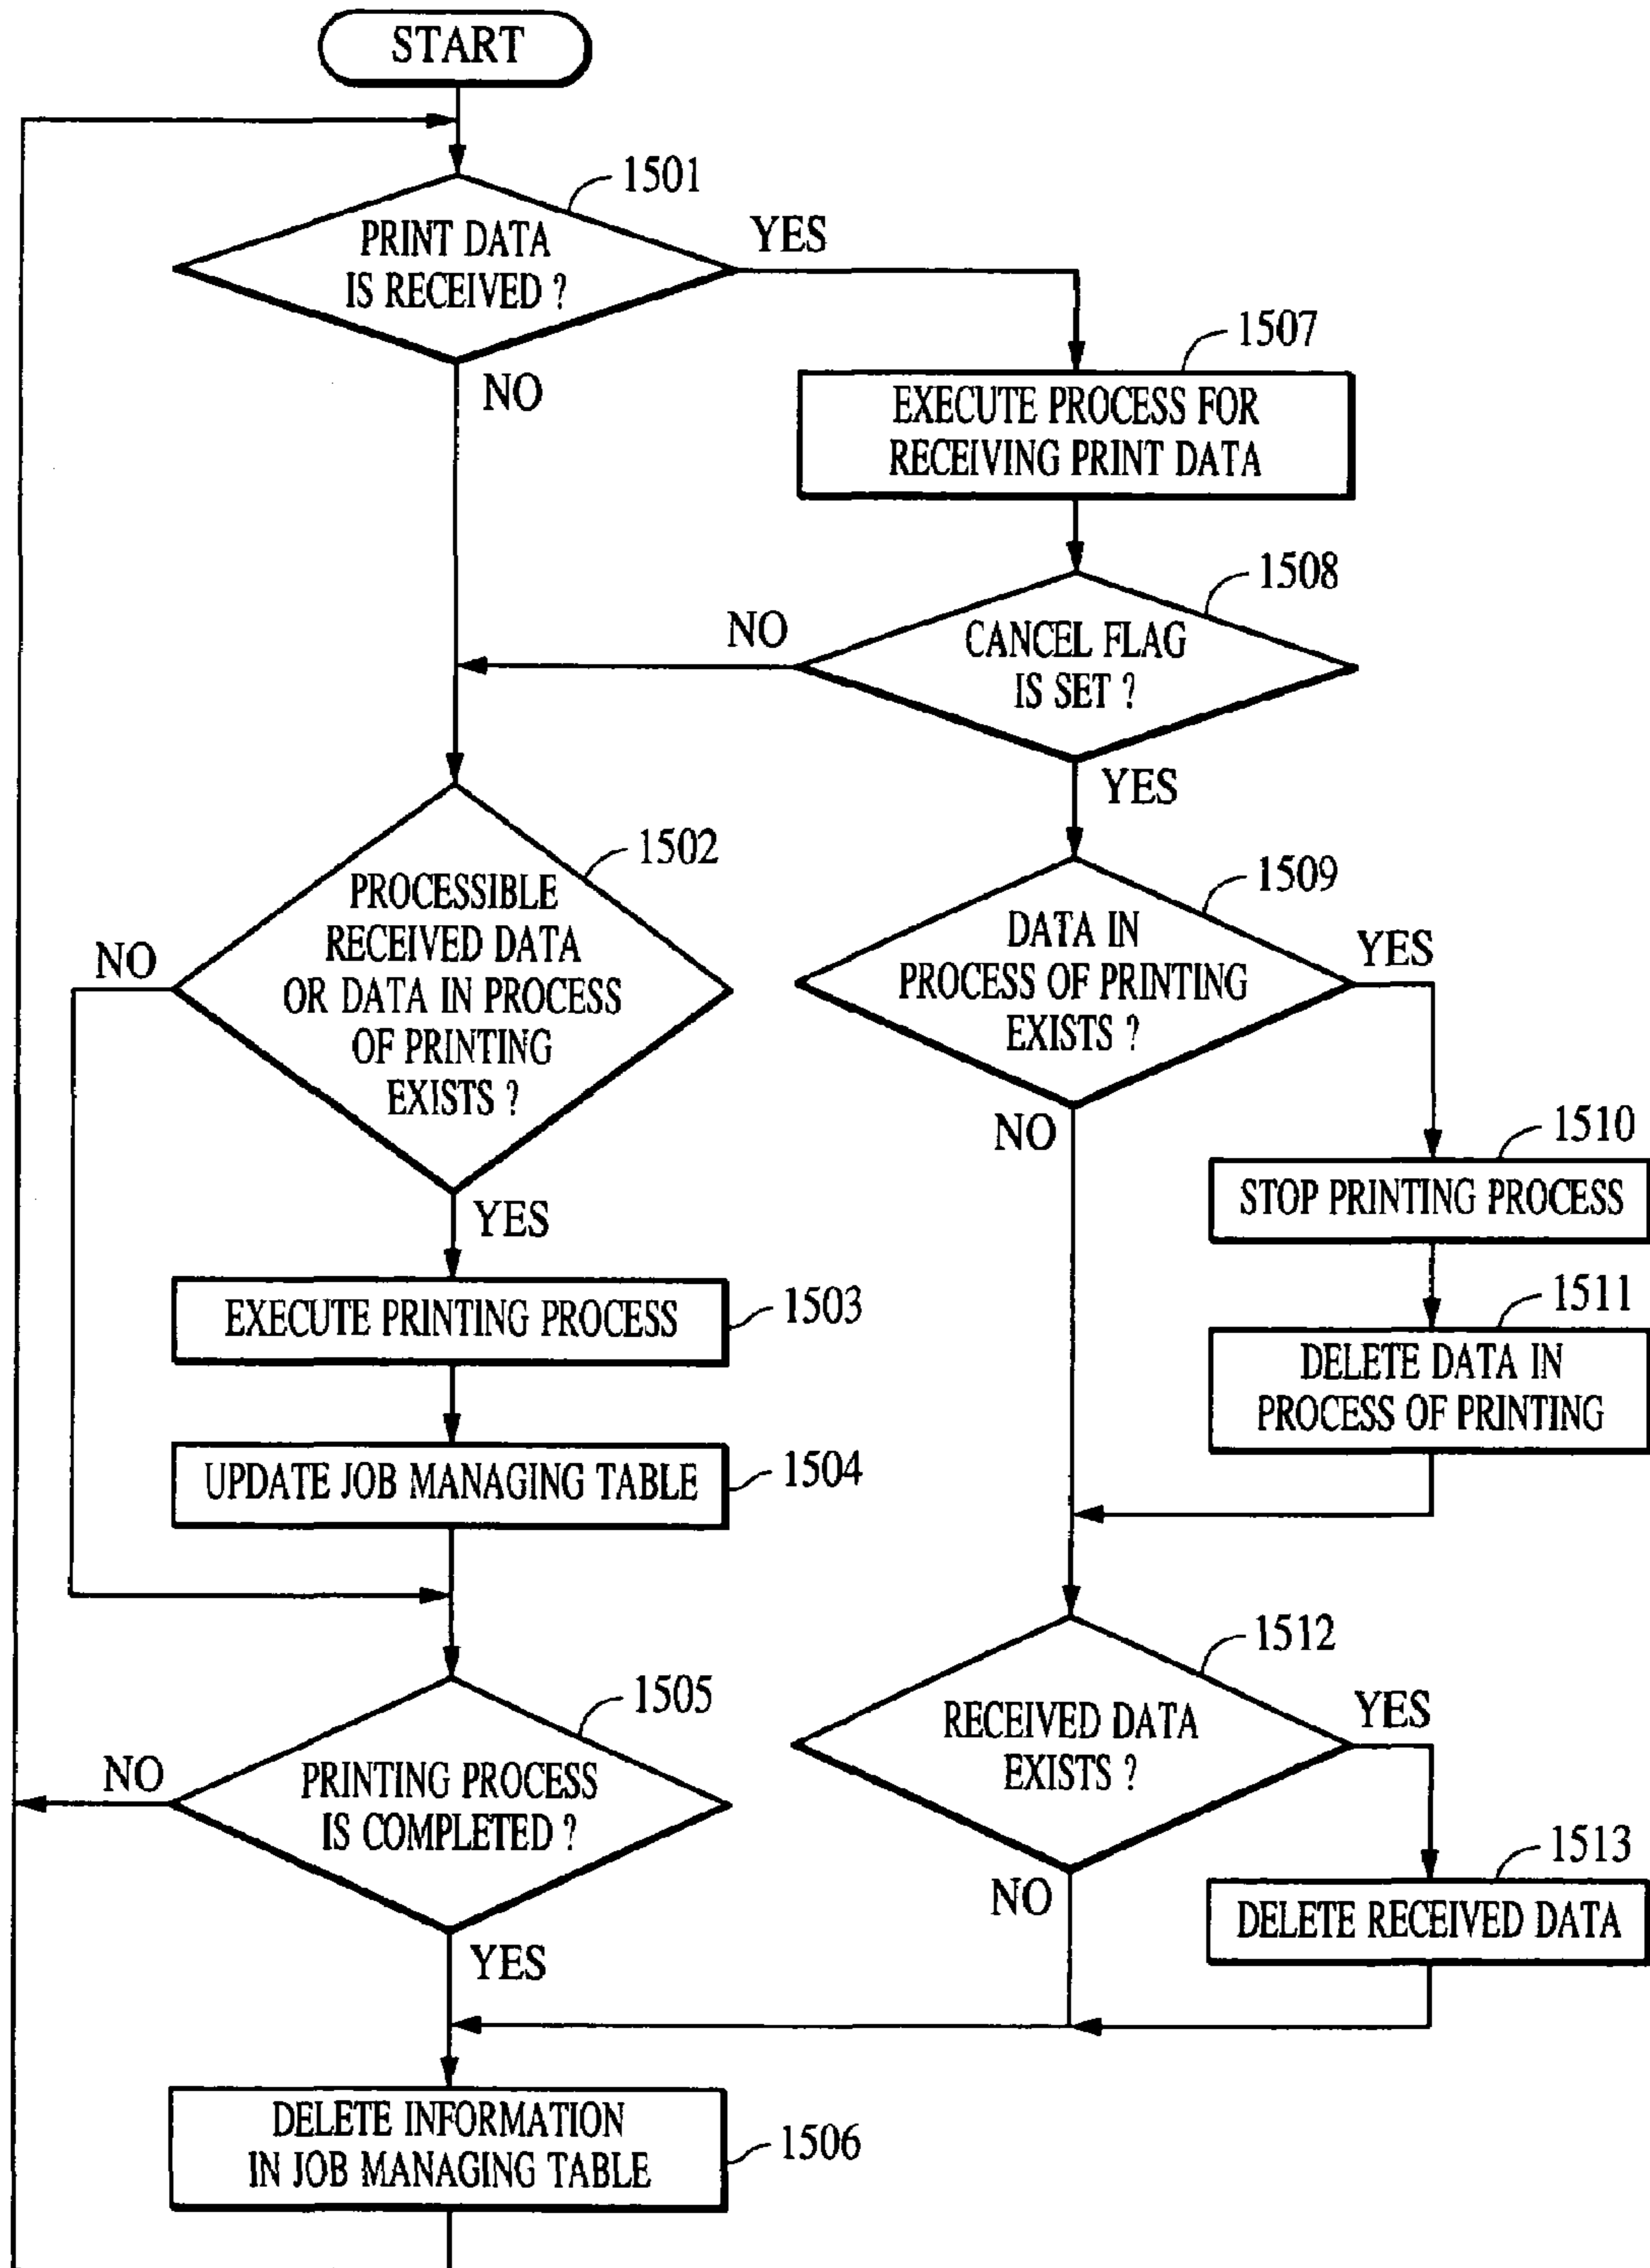 START
1501
PRINT DATA
IS RECEIVED ?
YES
NO
1507
EXECUTE PROCESS FOR
RECEIVING PRINT DATA
1508
CANCEL FLAG
IS SET ?
NO
YES
1502
PROCESSIBLE
RECEIVED DATA
OR DATA IN PROCESS
OF PRINTING
EXISTS ?
NO
YES
1509
DATA IN
PROCESS OF PRINTING
EXISTS ?
YES
NO
1510
STOP PRINTING PROCESS
1511
DELETE DATA IN
PROCESS OF PRINTING
EXECUTE PRINTING PROCESS
1503
UPDATE JOB MANAGING TABLE
1504
1505
PRINTING PROCESS
IS COMPLETED ?
NO
YES
1512
RECEIVED DATA
EXISTS ?
YES
NO
1513
DELETE RECEIVED DATA
DELETE INFORMATION
IN JOB MANAGING TABLE
1506